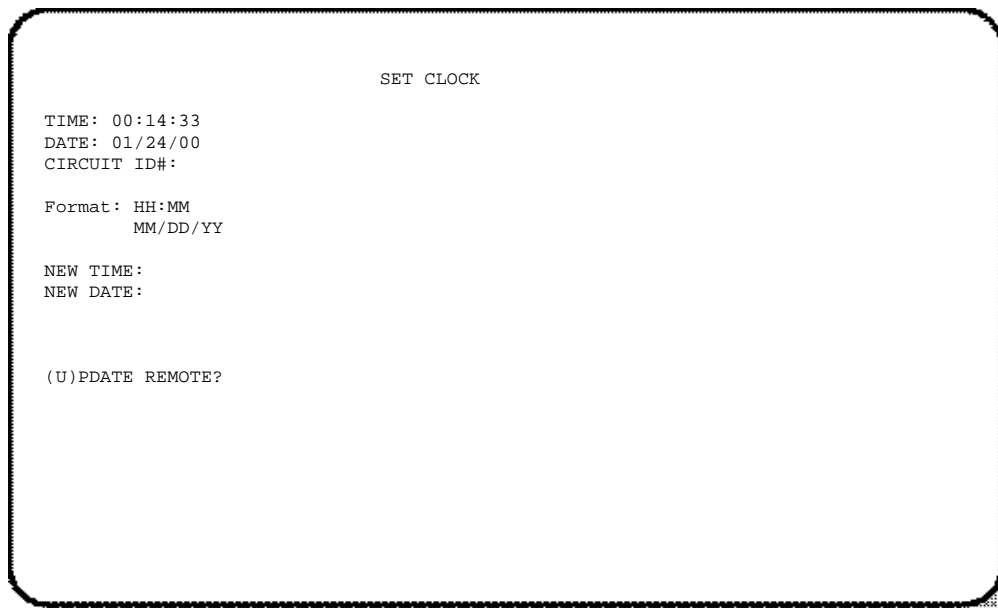 SET CLOCK
TIME: 00:14:33
DATE: 01/24/00
CIRCUIT ID#:
Format: HH:MM
MM/DD/YY
NEW TIME:
NEW DATE:
(U)PDATE REMOTE?